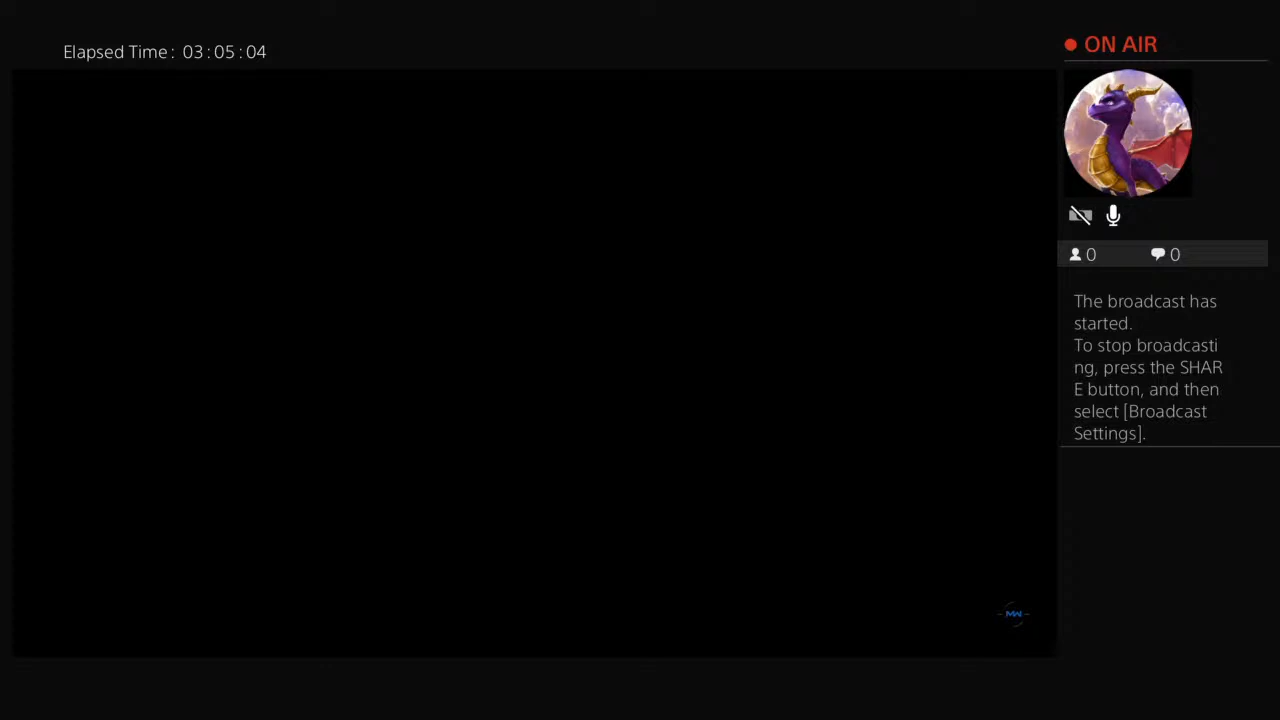 Elapsed Time: 03:05:04
ON AIR
0 0
The broadcast has
started.
To stop broadcasti
ng, press the SHAR
E button, and then
select [Broadcast
Settings].
MW